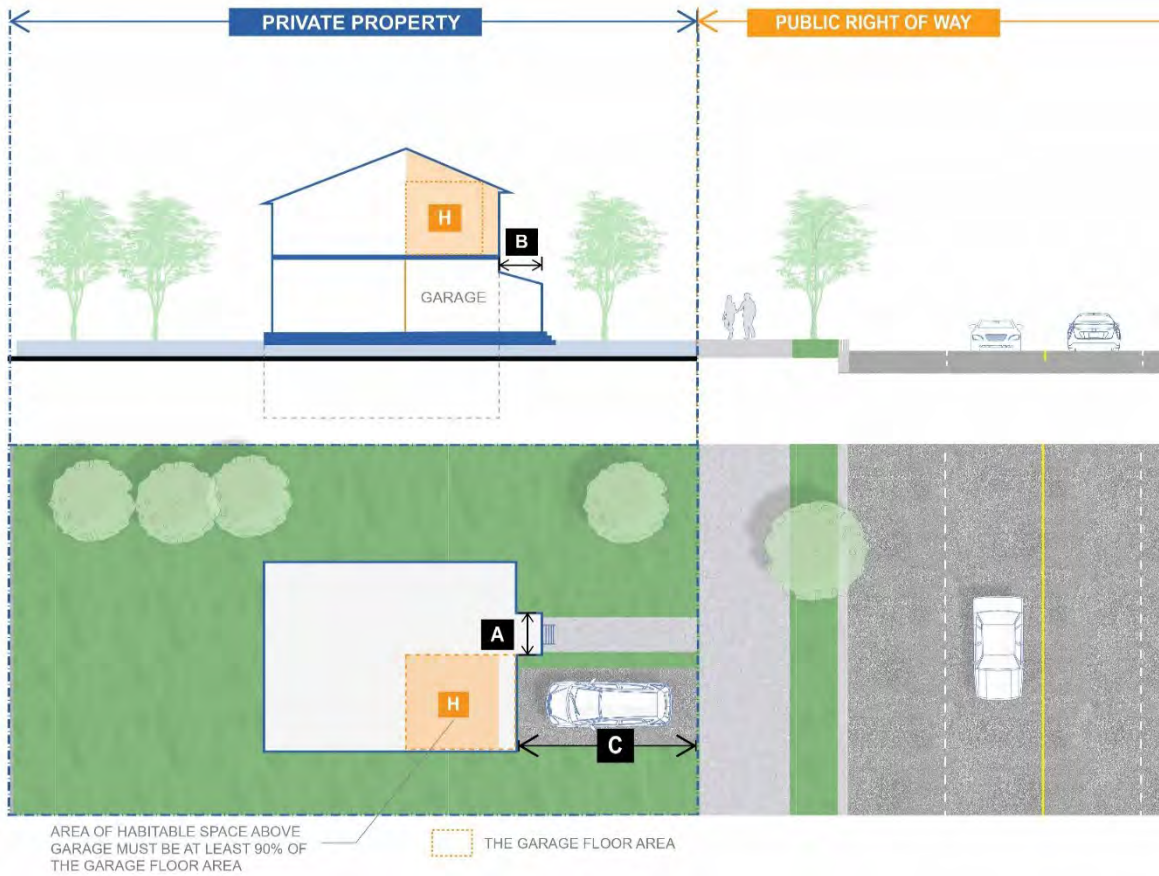 PRIVATE PROPERTY
PUBLIC RIGHT OF WAY
H
B
GARAGE
A
H
C
AREA OF HABITABLE SPACE ABOVE
GARAGE MUST BE AT LEAST 90% OF
THE GARAGE FLOOR AREA
THE GARAGE FLOOR AREA